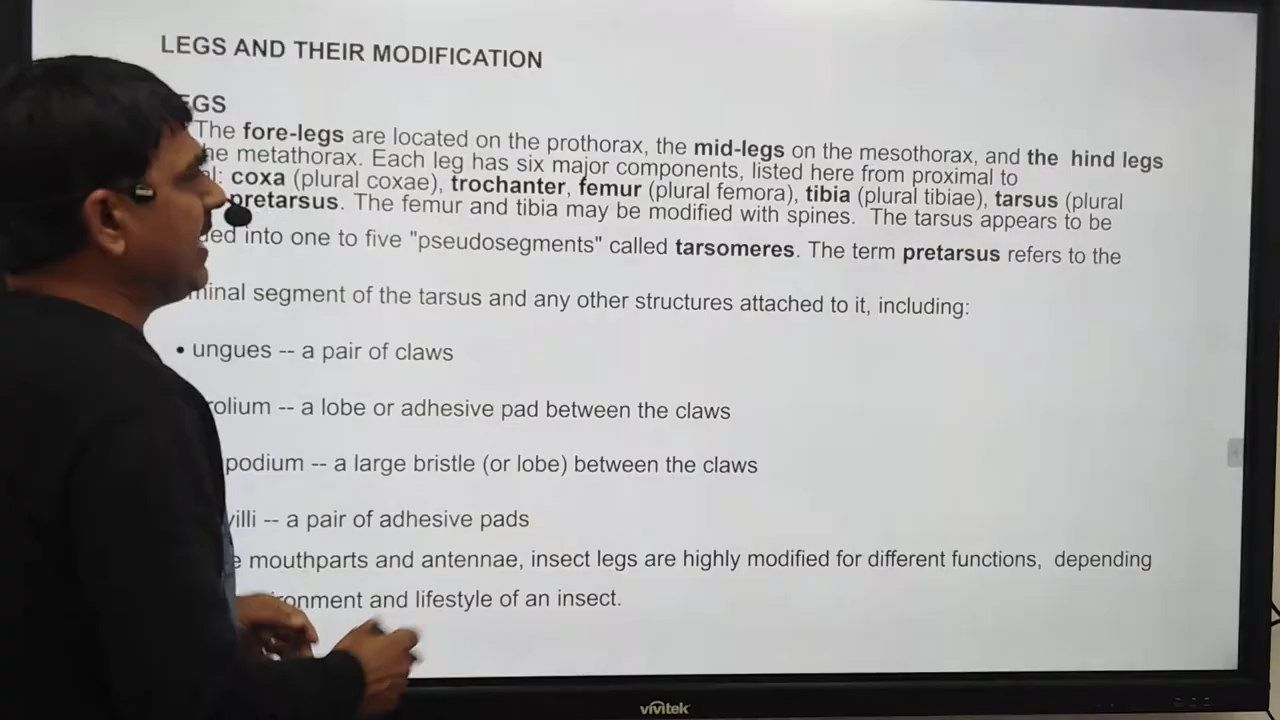 LEGS AND THEIR MODIFICATION
EGS
The fore-legs are located on the prothorax, the mid-legs on the mesothorax, and the hind legs
he metathorax. Each leg has six major components, listed here from proximal to
l: coxa (plural coxae), trochanter, femur (plural femora), tibia (plural tibiae), tarsus (plural
pretarsus. The femur and tibia may be modified with spines. The tarsus appears to be
ded into one to five "pseudosegments" called tarsomeres. The term pretarsus refers to the
minal segment of the tarsus and any other structures attached to it, including:
• ungues -- a pair of claws
rolium -- a lobe or adhesive pad between the claws
podium -- a large bristle (or lobe) between the claws
villi -- a pair of adhesive pads
e mouthparts and antennae, insect legs are highly modified for different functions, depending
ronment and lifestyle of an insect.
vivitek